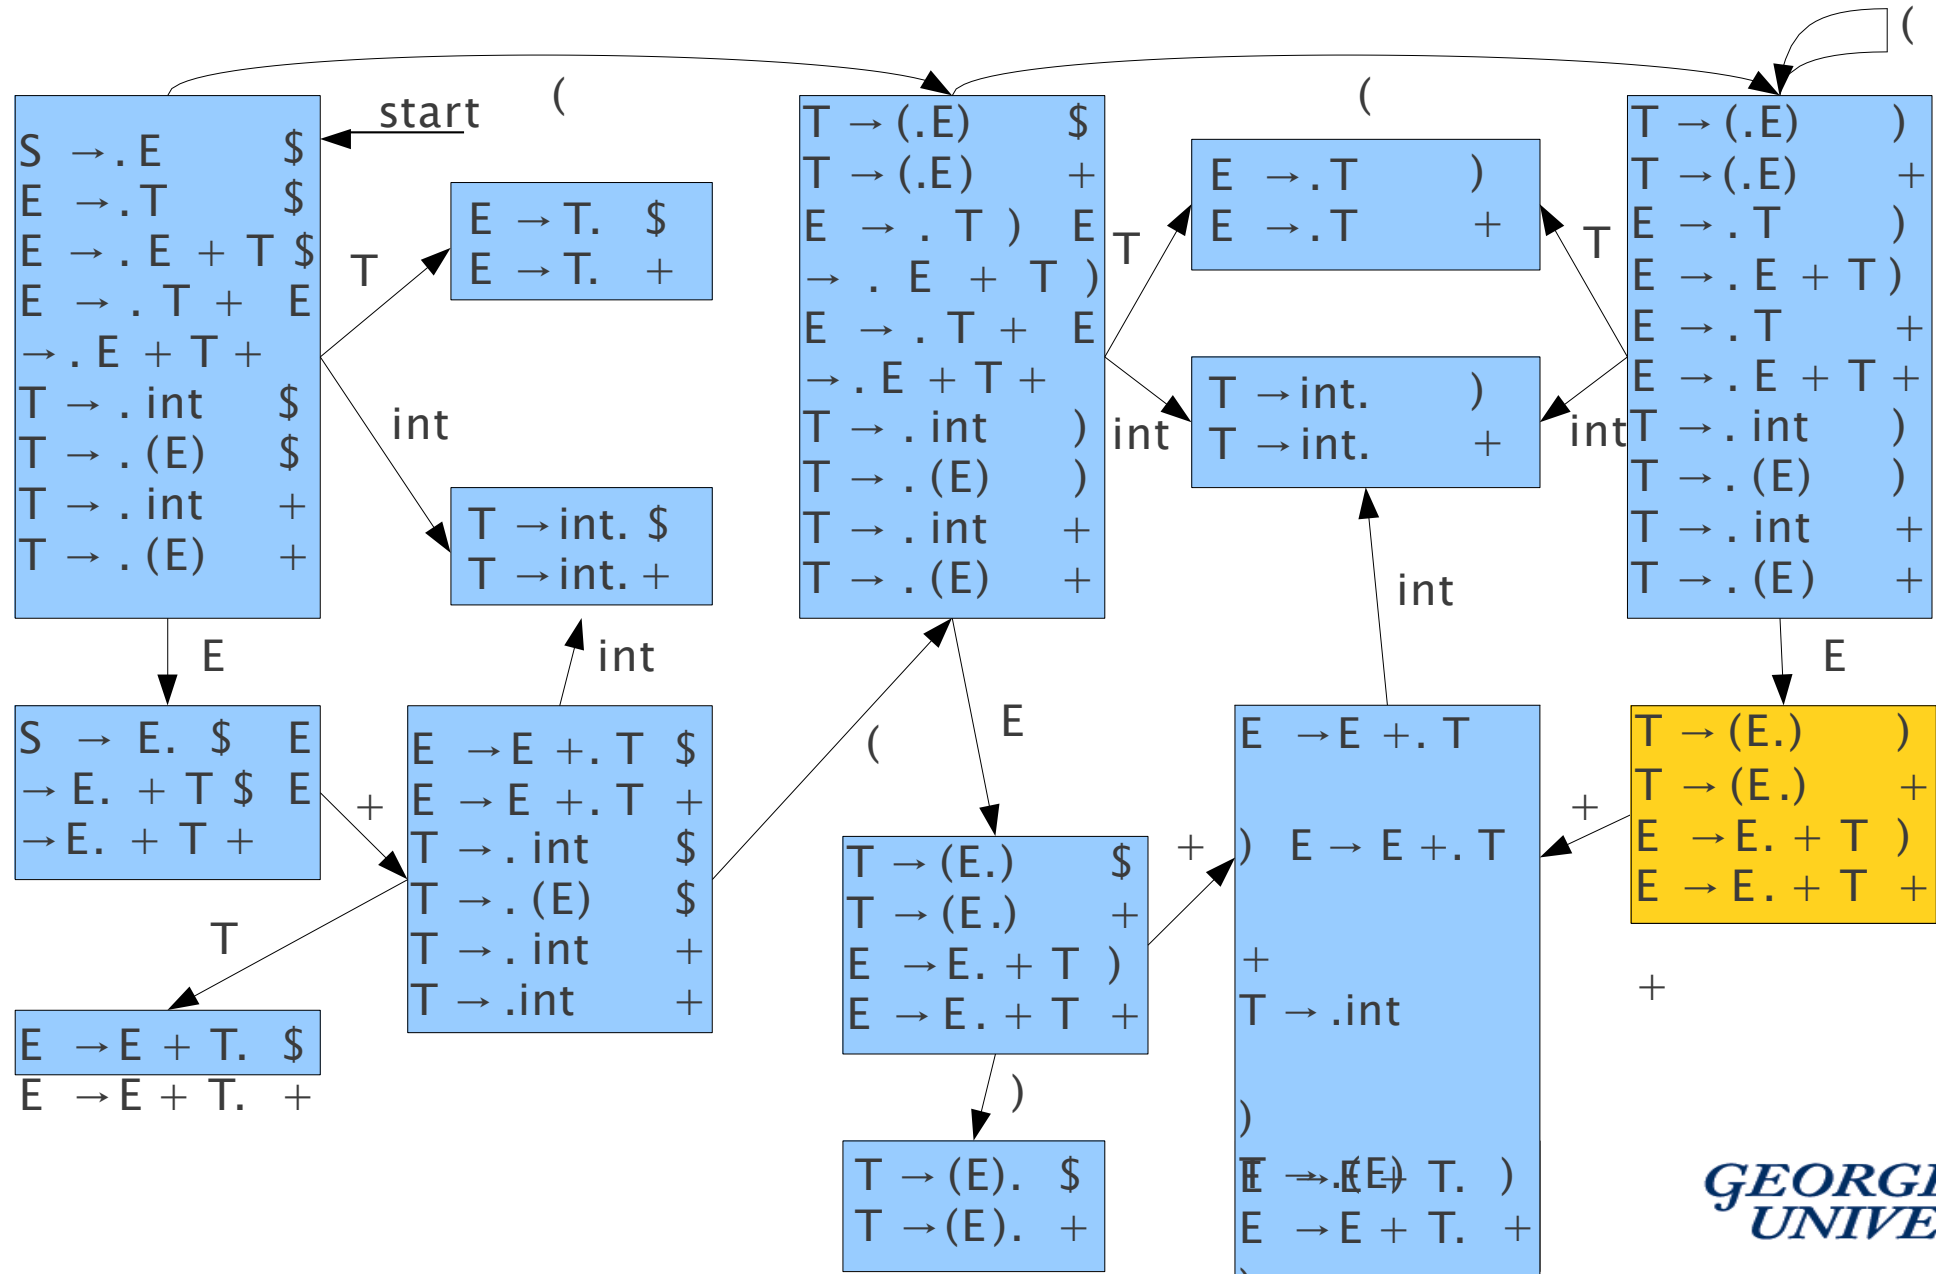 (
(
(
start
S → . E $
E → . T $
E → . E + T $
E → . T + E
→ . E + T +
T → . int $
T → . (E) $
T → . int +
T → . (E) +
T
E → T. $
E → T. +
int
T → int. $
T → int. +
T → (.E) $
T → (.E) +
E → . T ) E
→ . E + T )
E → . T + E
→ . E + T +
T → . int )
T → . (E) )
T → . int +
T → . (E) +
T
E → . T )
E → . T +
T
int
T → int. )
T → int. +
int
T → (.E) )
T → (.E) +
E → . T )
E → . E + T )
E → . T +
E → . E + T +
T → . int )
T → . (E) )
T → . int +
T → . (E) +
E
int
int
E
S → E. $ E
→ E. + T $ E
→ E. + T +
+
E → E +. T $
E → E +. T +
T → . int $
T → . (E) $
T → . int +
T → .int +
(
E
T
E → E + T. $
E → E + T. +
T → (E.) $
T → (E.) +
E → E. + T )
E → E. + T +
+
)
T → (E). $
T → (E). +
E → E +. T
) E → E +. T
+
T → .int
)
T → .(E)
E → E + T. )
E → E + T. +
+
T → (E.) )
T → (E.) +
E → E. + T )
E → E. + T +
+